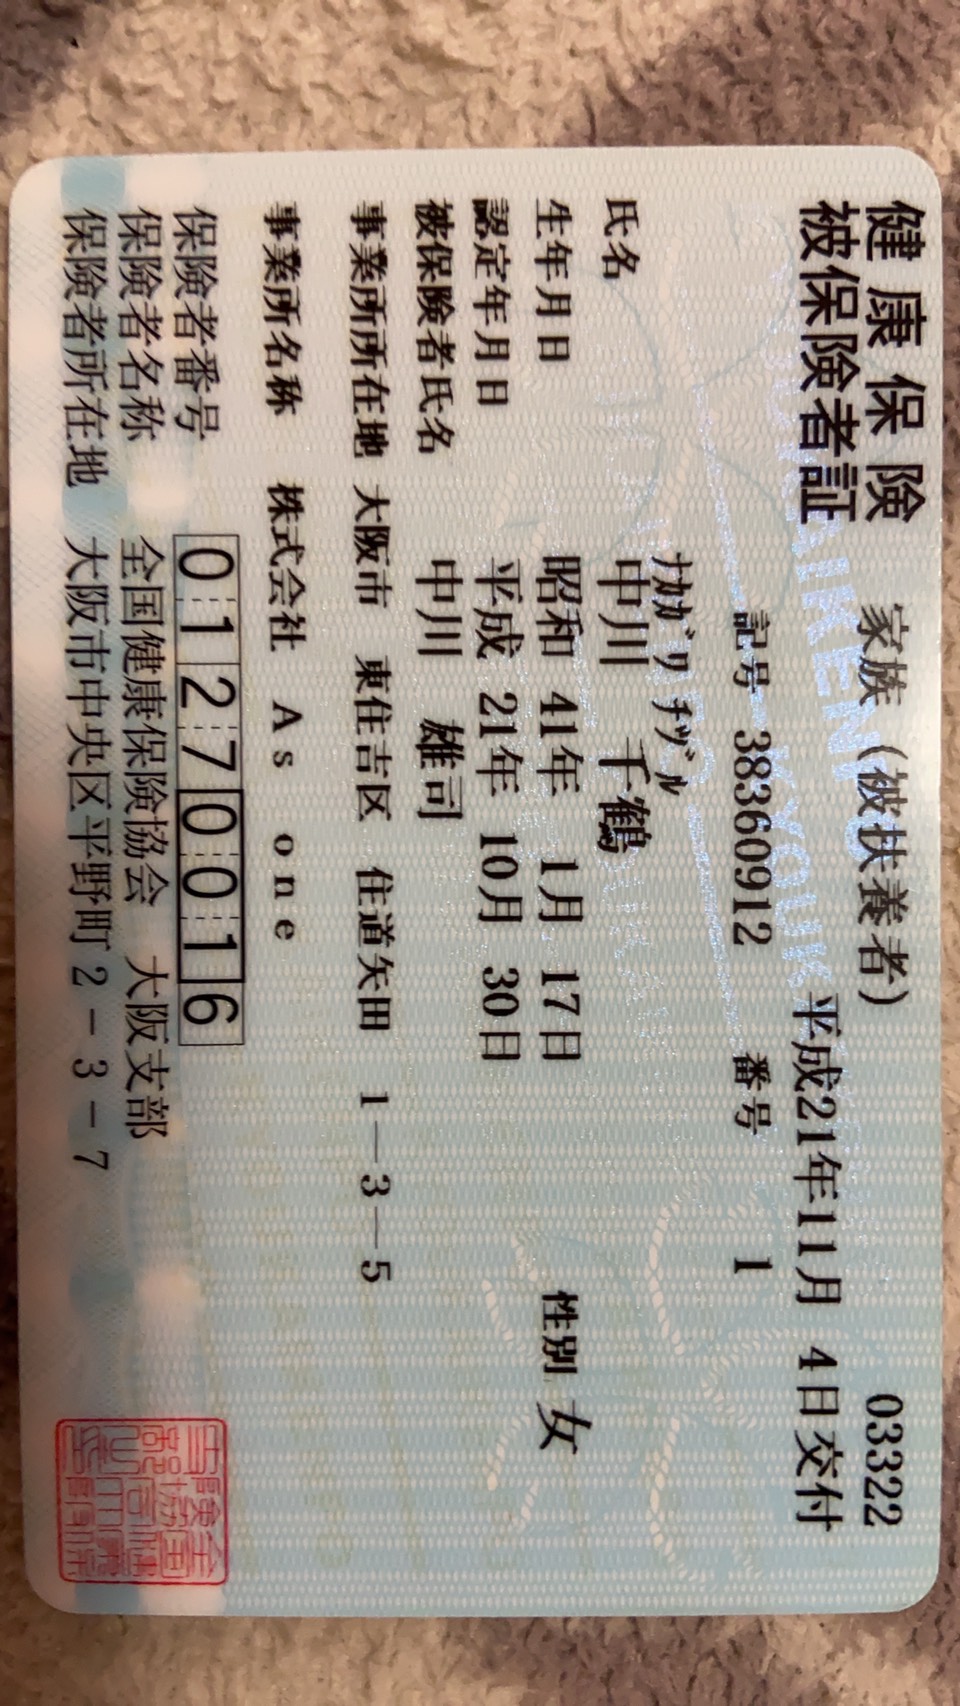 健康保険 家族（被扶養者） 03322
被保険者証 平成21年11月 4日交付
記号 38360912 番号 1
ﾅｶｶﾞﾜ ﾁﾂﾞﾙ
氏名 中川 千鶴
生年月日 昭和 41年 1月 17日 性別 女
認定年月日 平成 21年 10月 30日
被保険者氏名 中川 雄司
事業所所在地 大阪市 東住吉区 住道矢田 1－3－5
事業所名称 株式会社 As one
保険者番号 01270016
保険者名称 全国健康保険協会 大阪支部
保険者所在地 大阪市中央区平野町2-3-7